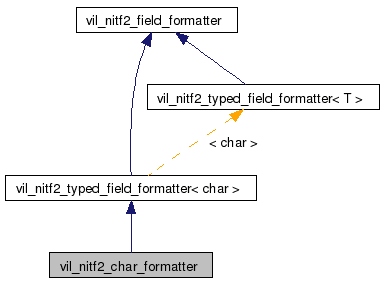 vil_nitf2_field_formatter
vil_nitf2_typed_field_formatter< T >
< char >
vil_nitf2_typed_field_formatter< char >
vil_nitf2_char_formatter